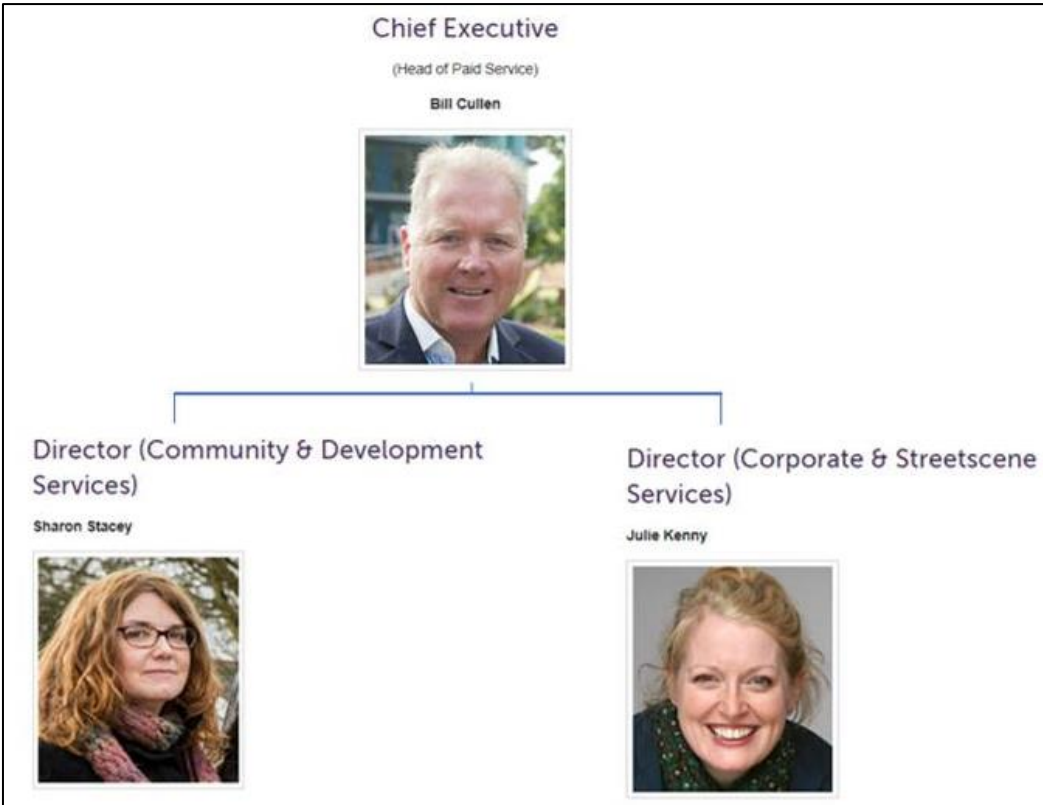 Chief Executive
(Head of Paid Service)
Bill Cullen
Director (Community & Development
Services)
Sharon Stacey
Director (Corporate & Streetscene
Services)
Julie Kenny